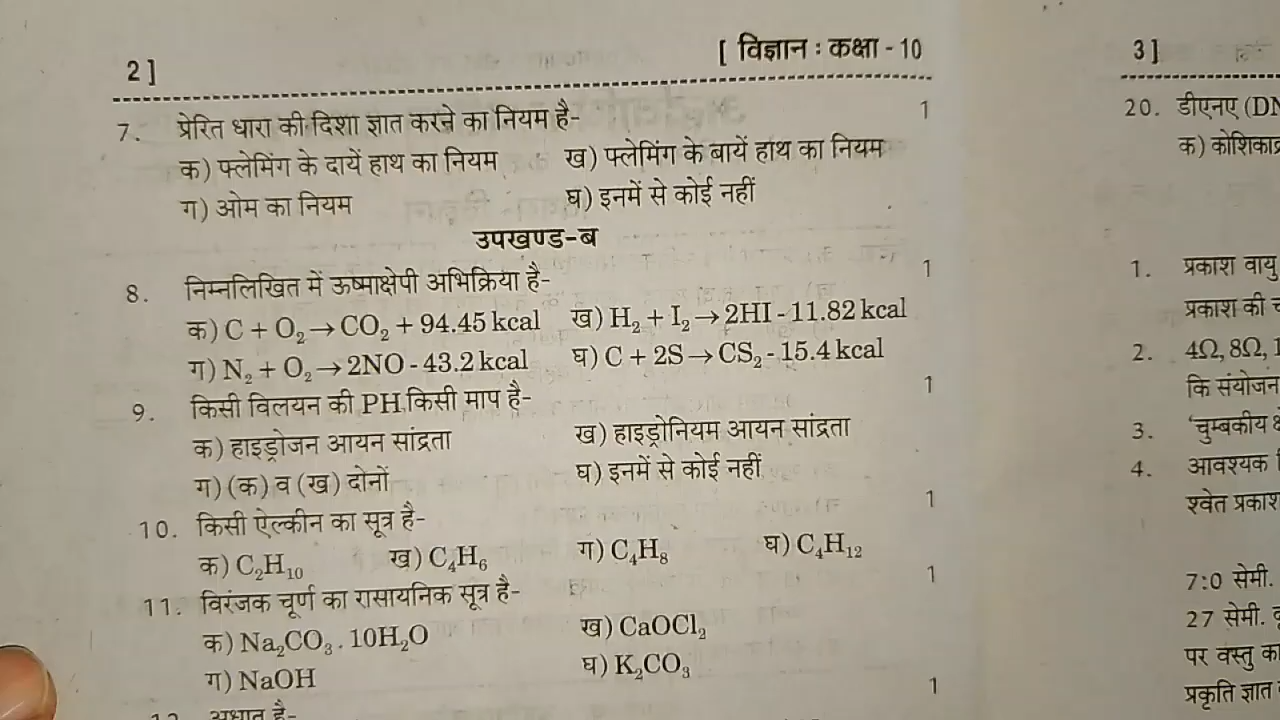 2]
[ विज्ञान : कक्षा - 10
7. प्रेरित धारा की दिशा ज्ञात करने का नियम है- 1
क) फ्लेमिंग के दायें हाथ का नियम ख) फ्लेमिंग के बायें हाथ का नियम
ग) ओम का नियम घ) इनमें से कोई नहीं
उपखण्ड-ब
8. निम्नलिखित में ऊष्माक्षेपी अभिक्रिया है- 1
क) C + O₂ → CO₂ + 94.45 kcal ख) H₂ + I₂ → 2HI - 11.82 kcal
ग) N₂ + O₂ → 2NO - 43.2 kcal घ) C + 2S → CS₂ - 15.4 kcal
9. किसी विलयन की PH किसी माप है- 1
क) हाइड्रोजन आयन सांद्रता ख) हाइड्रोनियम आयन सांद्रता
ग) (क) व (ख) दोनों घ) इनमें से कोई नहीं
10. किसी ऐल्कीन का सूत्र है- 1
क) C₂H₁₀ ख) C₄H₆ ग) C₄H₈ घ) C₄H₁₂
11. विरंजक चूर्ण का रासायनिक सूत्र है- 1
क) Na₂CO₃ . 10H₂O ख) CaOCl₂
ग) NaOH घ) K₂CO₃
12. अधातु है- 1
3]
20. डीएनए
क)
1. प्रकाश वायु
प्रकाश की
2. 4Ω, 8Ω,
कि संयोजन
3. 'चुम्बकीय
4. आवश्यक
श्वेत प्रकाश
7:0 सेमी.
27 सेमी.
पर वस्तु का
प्रकृति ज्ञात